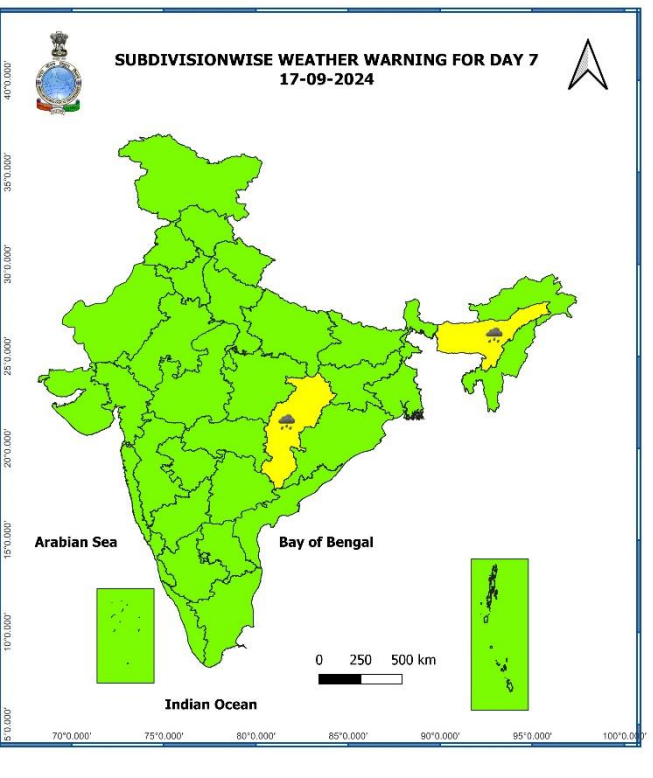 SUBDIVISIONWISE WEATHER WARNING FOR DAY 7
17-09-2024
40°0.000'
35°0.000'
30°0.000'
25°0.000'
20°0.000'
15°0.000'
10°0.000'
5°0.000'
Arabian Sea
Bay of Bengal
0 250 500 km
Indian Ocean
70°0.000' 75°0.000' 80°0.000' 85°0.000' 90°0.000' 95°0.000' 100°0.000'